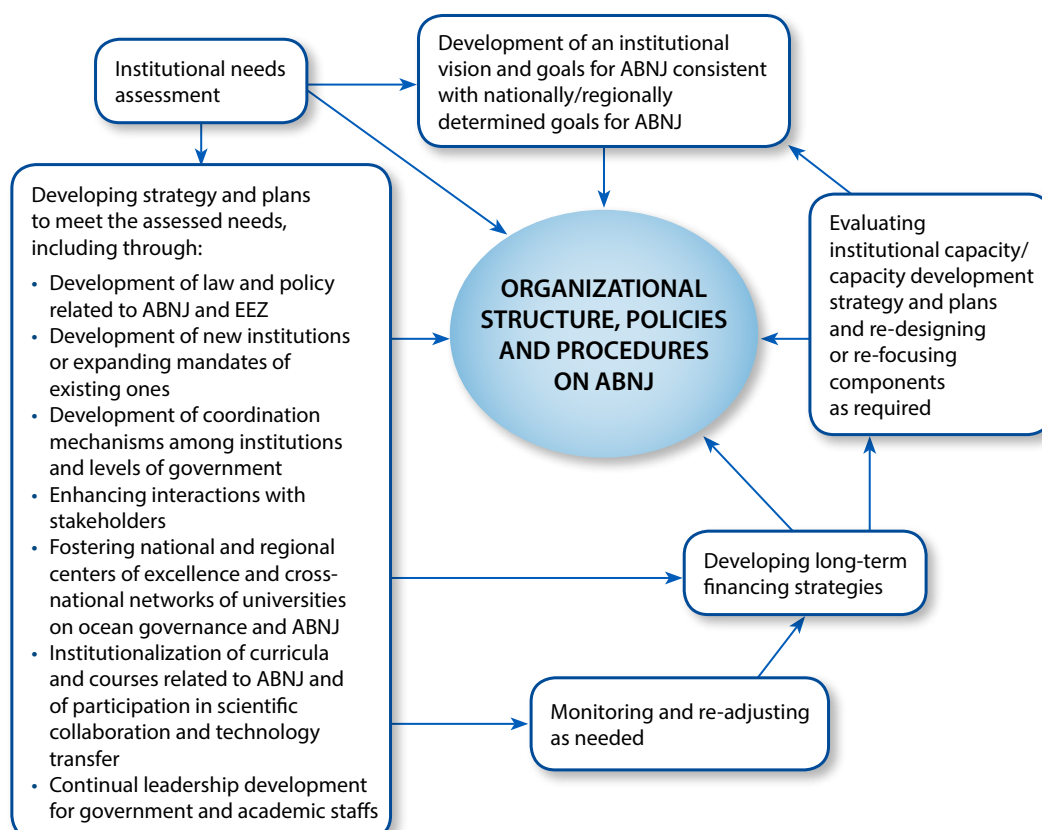 Institutional needs
assessment
Development of an institutional
vision and goals for ABNJ consistent
with nationally/regionally
determined goals for ABNJ
Developing strategy and plans
to meet the assessed needs,
including through:
• Development of law and policy
related to ABNJ and EEZ
• Development of new institutions
or expanding mandates of
existing ones
• Development of coordination
mechanisms among institutions
and levels of government
• Enhancing interactions with
stakeholders
• Fostering national and regional
centers of excellence and cross-
national networks of universities
on ocean governance and ABNJ
• Institutionalization of curricula
and courses related to ABNJ and
of participation in scientific
collaboration and technology
transfer
• Continual leadership development
for government and academic staffs
ORGANIZATIONAL
STRUCTURE, POLICIES
AND PROCEDURES
ON ABNJ
Evaluating
institutional capacity/
capacity development
strategy and plans
and re-designing
or re-focusing
components
as required
Developing long-term
financing strategies
Monitoring and re-adjusting
as needed